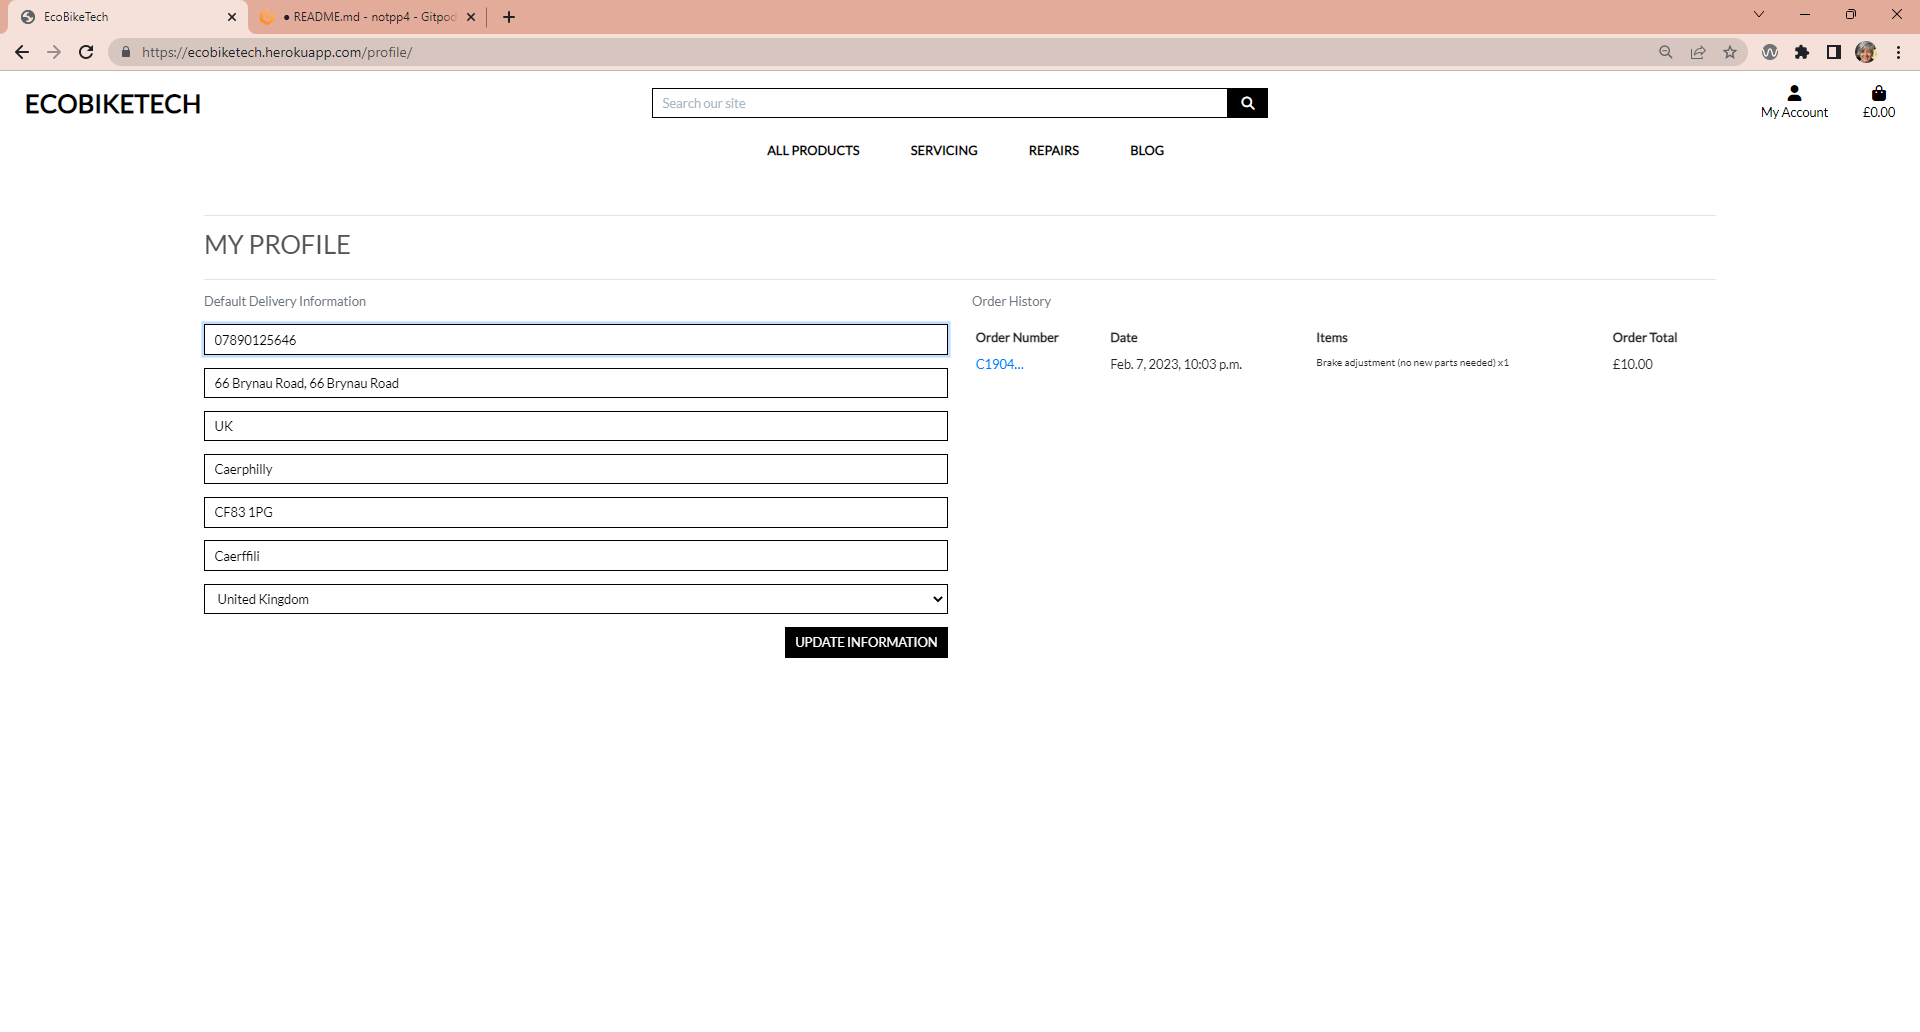 EcoBikeTech
● README.md - notpp4 - Gitpod
https://ecobiketech.herokuapp.com/profile/
ECOBIKETECH
Search our site
My Account
£0.00
ALL PRODUCTS
SERVICING
REPAIRS
BLOG
MY PROFILE
Default Delivery Information
07890125646
66 Brynau Road, 66 Brynau Road
UK
Caerphilly
CF83 1PG
Caerffili
United Kingdom
UPDATE INFORMATION
Order History
Order Number Date Items Order Total
C1904... Feb. 7, 2023, 10:03 p.m. Brake adjustment (no new parts needed) x1 £10.00